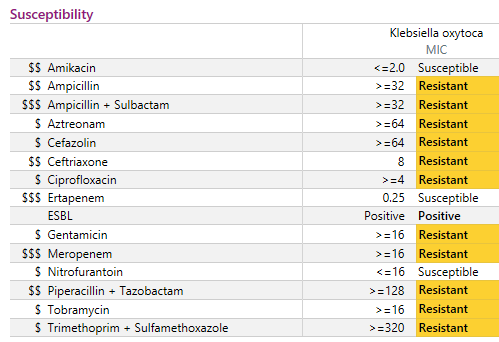 Susceptibility
Klebsiella oxytoca
MIC
$$ Amikacin <=2.0 Susceptible
$$ Ampicillin >=32 Resistant
$$$ Ampicillin + Sulbactam >=32 Resistant
$ Aztreonam >=64 Resistant
$ Cefazolin >=64 Resistant
$$ Ceftriaxone 8 Resistant
$ Ciprofloxacin >=4 Resistant
$$$ Ertapenem 0.25 Susceptible
ESBL Positive Positive
$ Gentamicin >=16 Resistant
$$$ Meropenem >=16 Resistant
$ Nitrofurantoin <=16 Susceptible
$$ Piperacillin + Tazobactam >=128 Resistant
$ Tobramycin >=16 Resistant
$ Trimethoprim + Sulfamethoxazole >=320 Resistant